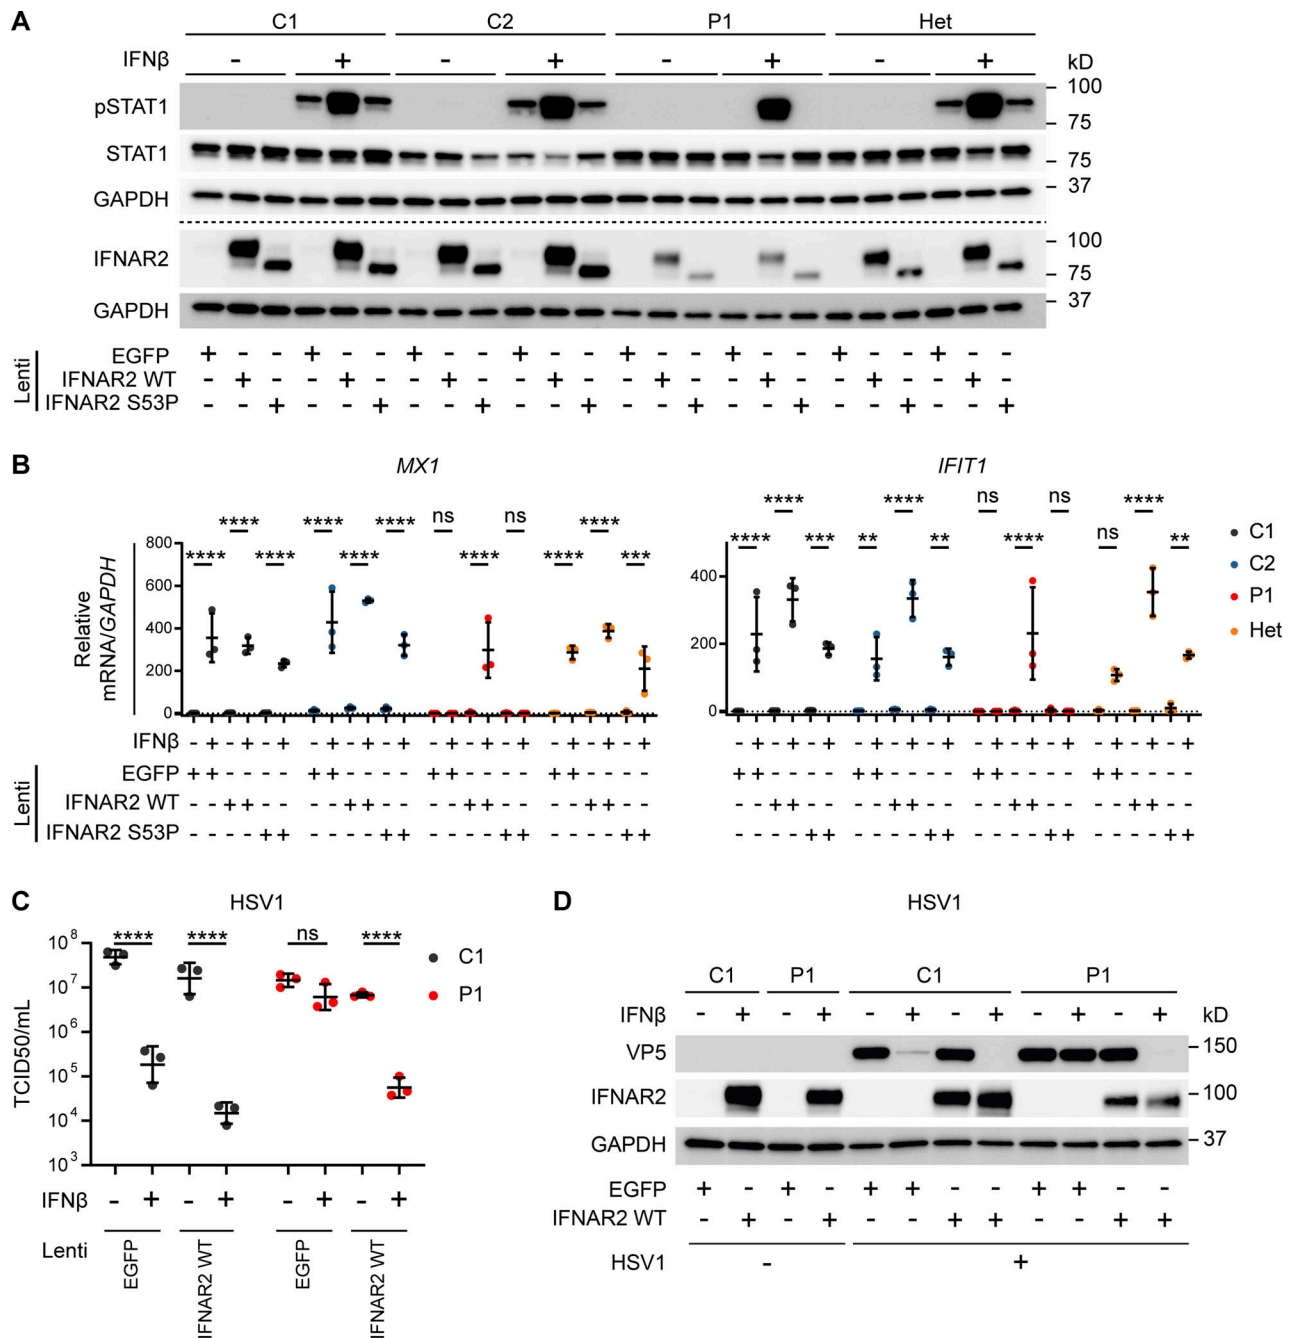 A
C1 C2 P1 Het
IFNβ - + - + - + - + kD
pSTAT1 100
75
STAT1 75
GAPDH 37
IFNAR2 100
75
GAPDH 37
Lenti
EGFP + - - + - - + - - + - - + - - + - - + - - + - -
IFNAR2 WT - + - - + - - + - - + - - + - - + - - + - - + -
IFNAR2 S53P - - + - - + - - + - - + - - + - - + - - + - - +
B
MX1
**** **** **** **** **** **** ns **** ns **** **** ***
Relative
mRNA/GAPDH
800
600
400
200
0
IFNβ - + - + - + - + - + - + - + - + - + - + - + - +
Lenti
EGFP + + - - - - + + - - - - + + - - - - + + - - - -
IFNAR2 WT - - + + - - - - + + - - - - + + - - - - + + - -
IFNAR2 S53P - - - - + + - - - - + + - - - - + + - - - - + +
IFIT1
**** **** *** ** **** ** ns **** ns ns **** **
400
200
0
- + - + - + - + - + - + - + - + - + - + - + - +
+ + - - - - + + - - - - + + - - - - + + - - - -
- - + + - - - - + + - - - - + + - - - - + + - -
- - - - + + - - - - + + - - - - + + - - - - + +
C1
C2
P1
Het
C
HSV1
**** **** ns ****
TCID50/mL
10⁸
10⁷
10⁶
10⁵
10⁴
10³
C1
P1
IFNβ - + - + - + - +
Lenti EGFP IFNAR2 WT EGFP IFNAR2 WT
D
HSV1
C1 P1 C1 P1
IFNβ - + - + - + - + - + - + kD
VP5 150
IFNAR2 100
GAPDH 37
EGFP + - + - + + - - + + - -
IFNAR2 WT - + - + - - + + - - + +
HSV1 - +